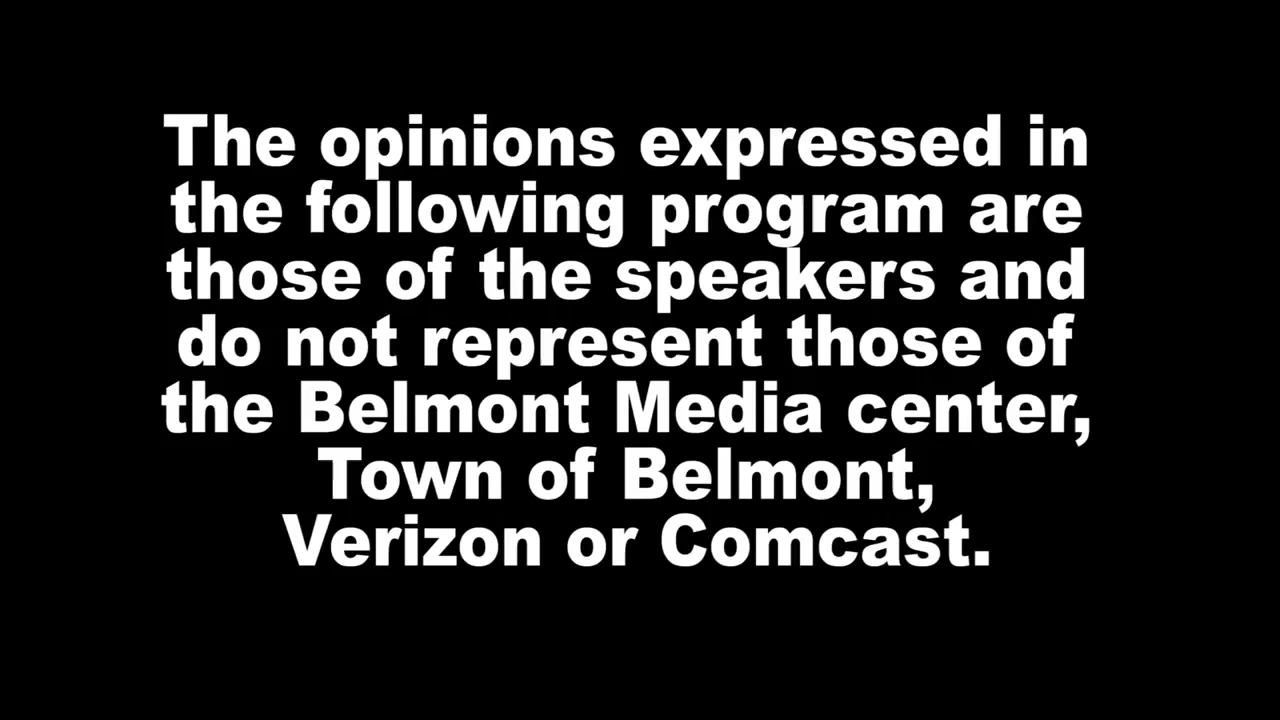 The opinions expressed in
the following program are
those of the speakers and
do not represent those of
the Belmont Media center,
Town of Belmont,
Verizon or Comcast.